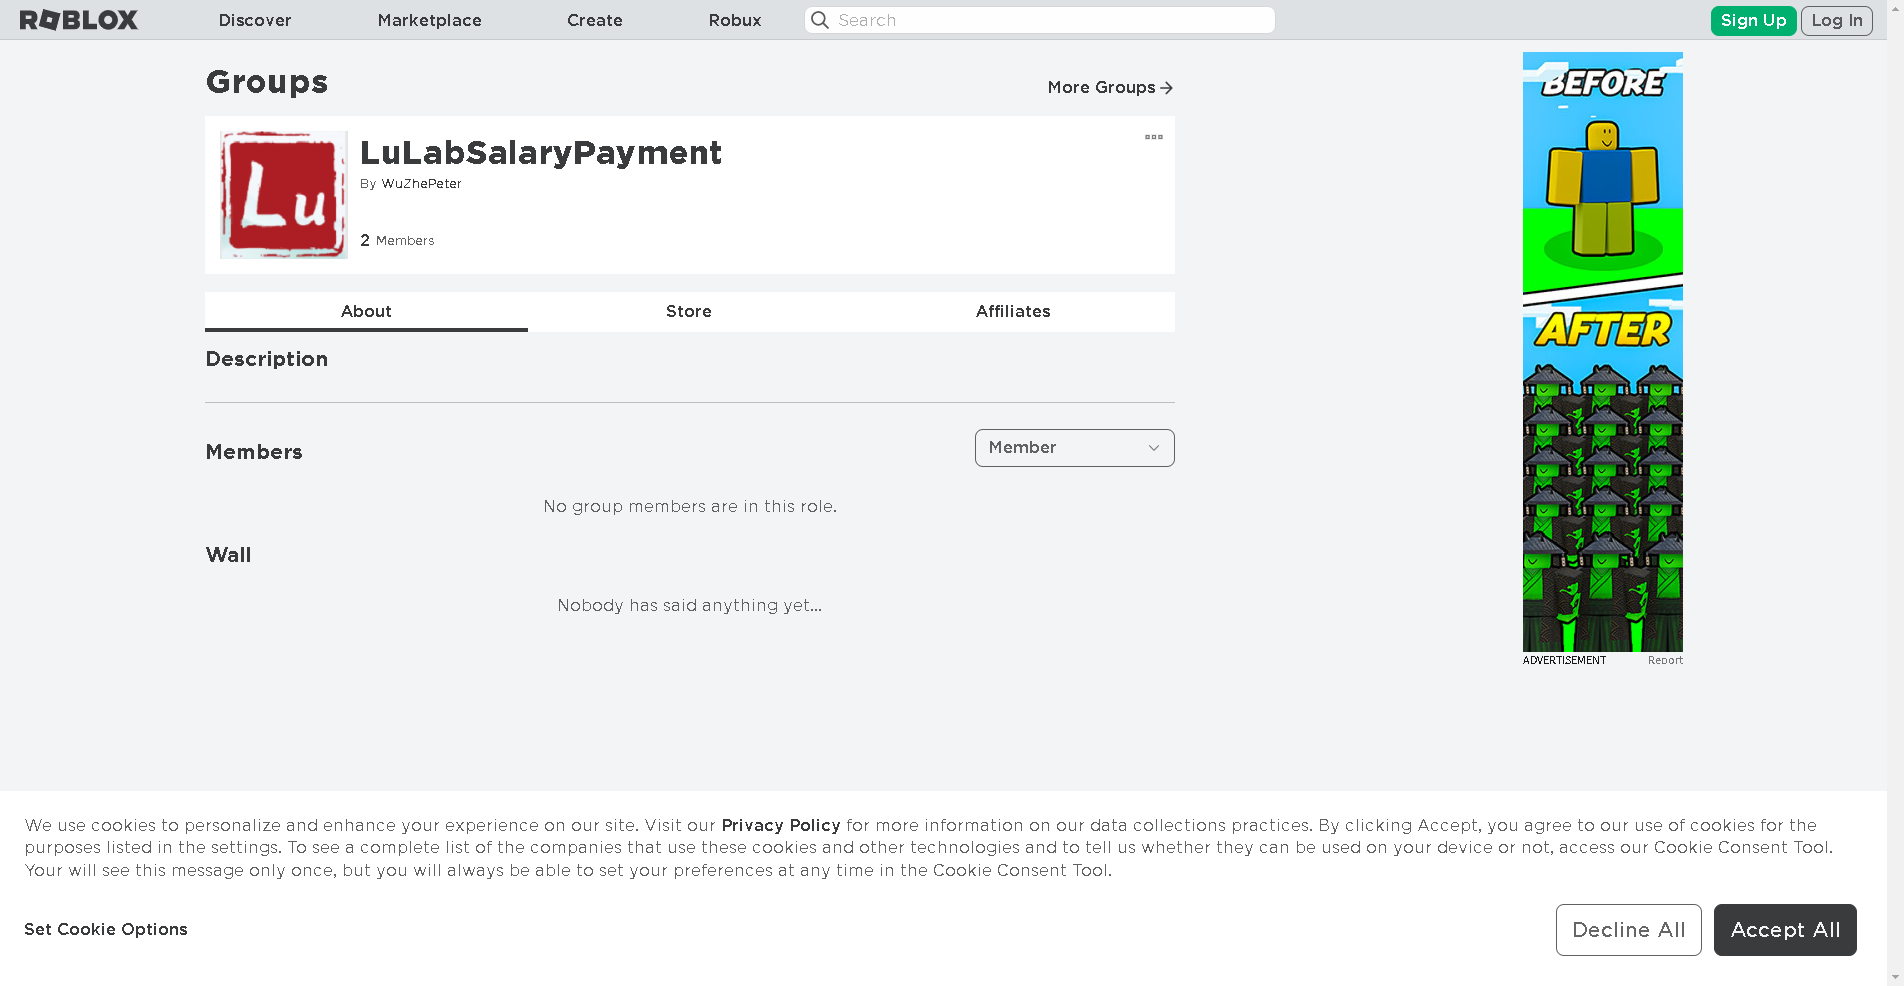 ROBLOX
Discover
Marketplace
Create
Robux
Search
Sign Up
Log In
Groups
More Groups
Lu
LuLabSalaryPayment
By WuZhePeter
2 Members
About
Store
Affiliates
Description
Members
Member
No group members are in this role.
Wall
Nobody has said anything yet...
BEFORE
AFTER
ADVERTISEMENT
Report
We use cookies to personalize and enhance your experience on our site. Visit our Privacy Policy for more information on our data collections practices. By clicking Accept, you agree to our use of cookies for the
purposes listed in the settings. To see a complete list of the companies that use these cookies and other technologies and to tell us whether they can be used on your device or not, access our Cookie Consent Tool.
Your will see this message only once, but you will always be able to set your preferences at any time in the Cookie Consent Tool.
Set Cookie Options
Decline All
Accept All